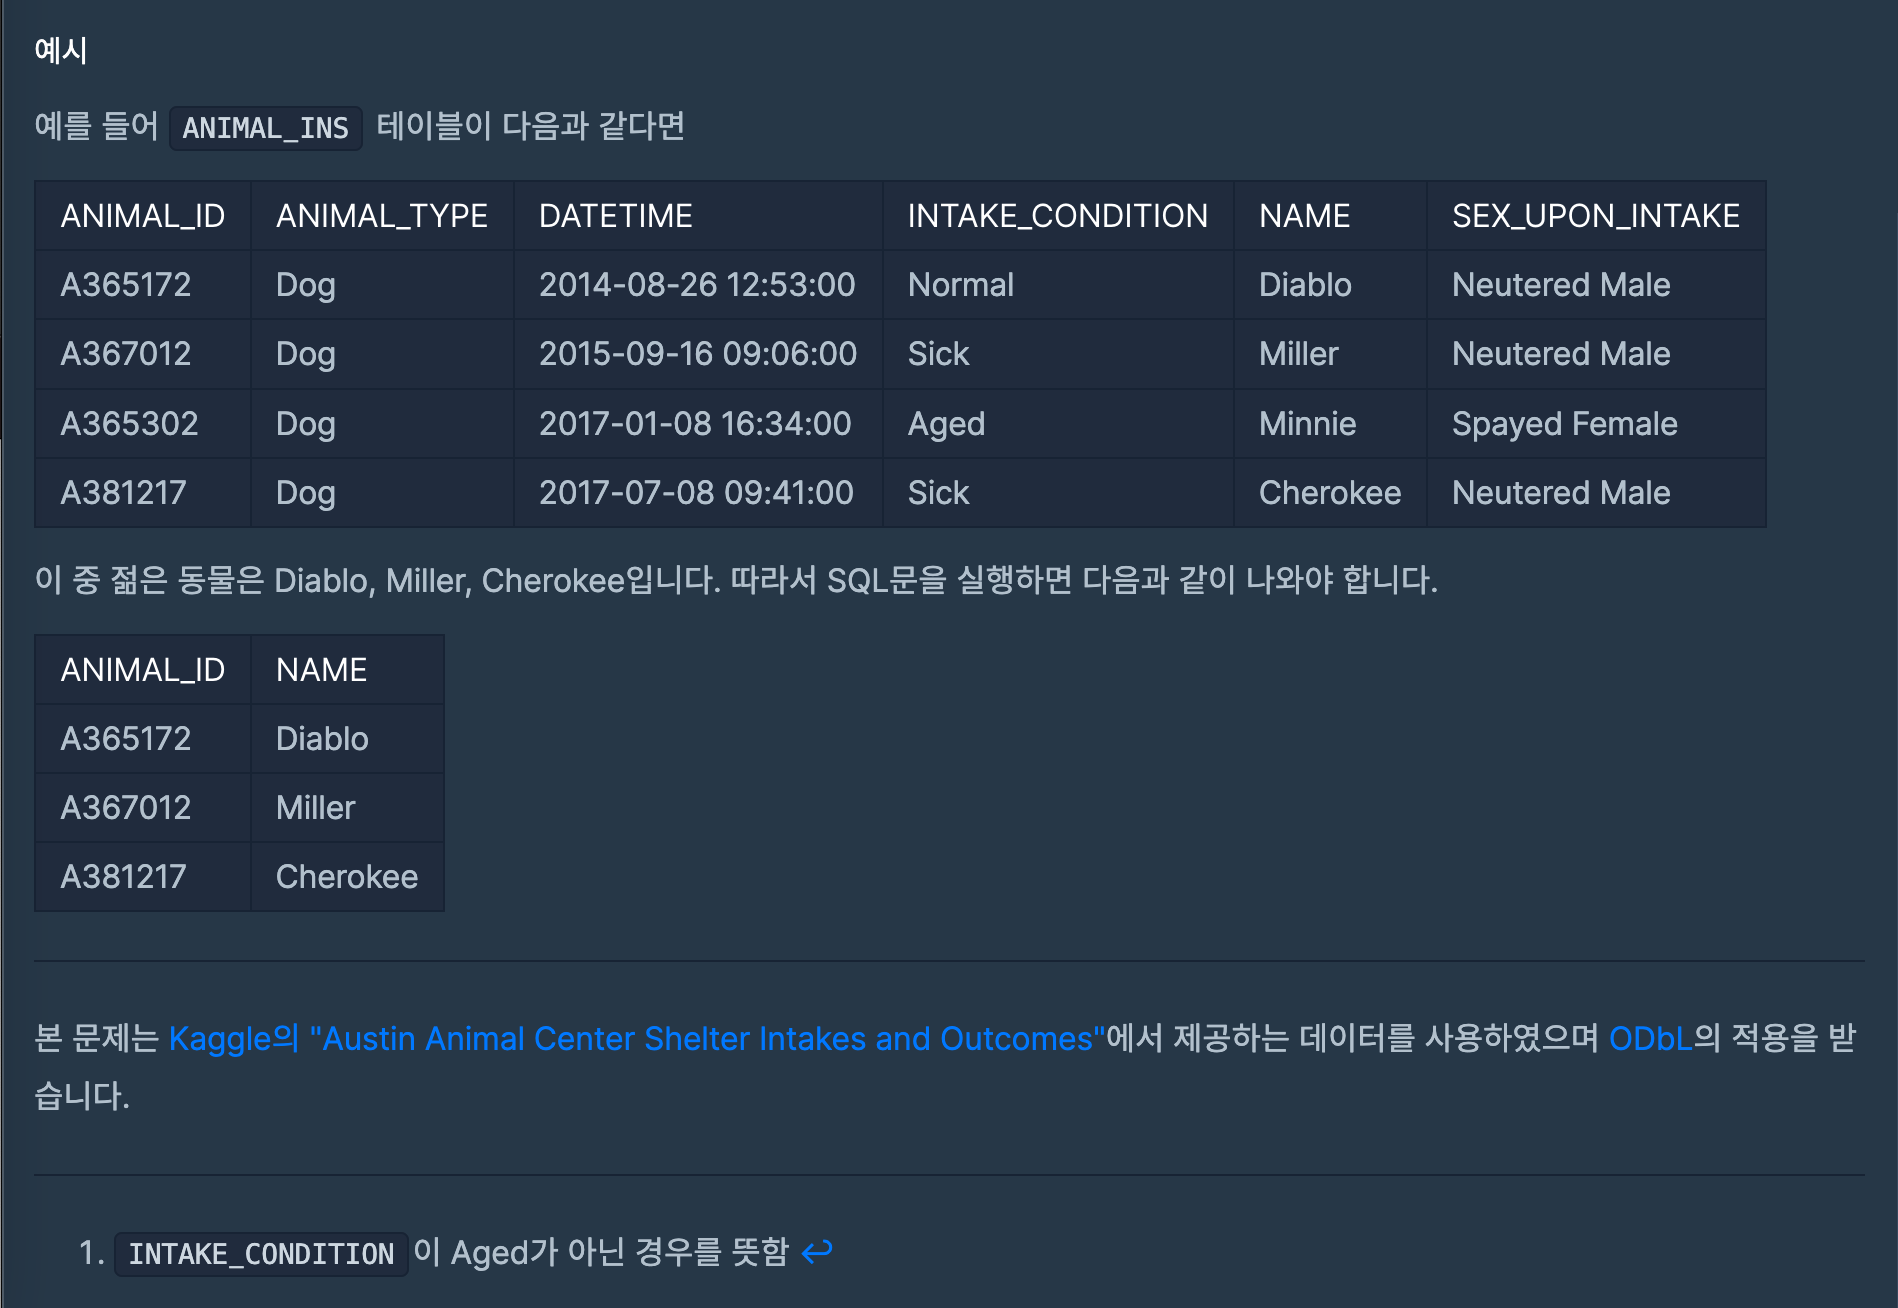 예시
예를 들어 ANIMAL_INS 테이블이 다음과 같다면
ANIMAL_ID ANIMAL_TYPE DATETIME INTAKE_CONDITION NAME SEX_UPON_INTAKE
A365172 Dog 2014-08-26 12:53:00 Normal Diablo Neutered Male
A367012 Dog 2015-09-16 09:06:00 Sick Miller Neutered Male
A365302 Dog 2017-01-08 16:34:00 Aged Minnie Spayed Female
A381217 Dog 2017-07-08 09:41:00 Sick Cherokee Neutered Male
이 중 젊은 동물은 Diablo, Miller, Cherokee입니다. 따라서 SQL문을 실행하면 다음과 같이 나와야 합니다.
ANIMAL_ID NAME
A365172 Diablo
A367012 Miller
A381217 Cherokee
본 문제는 Kaggle의 "Austin Animal Center Shelter Intakes and Outcomes"에서 제공하는 데이터를 사용하였으며 ODbL의 적용을 받
습니다.
1. INTAKE_CONDITION 이 Aged가 아닌 경우를 뜻함 ↩